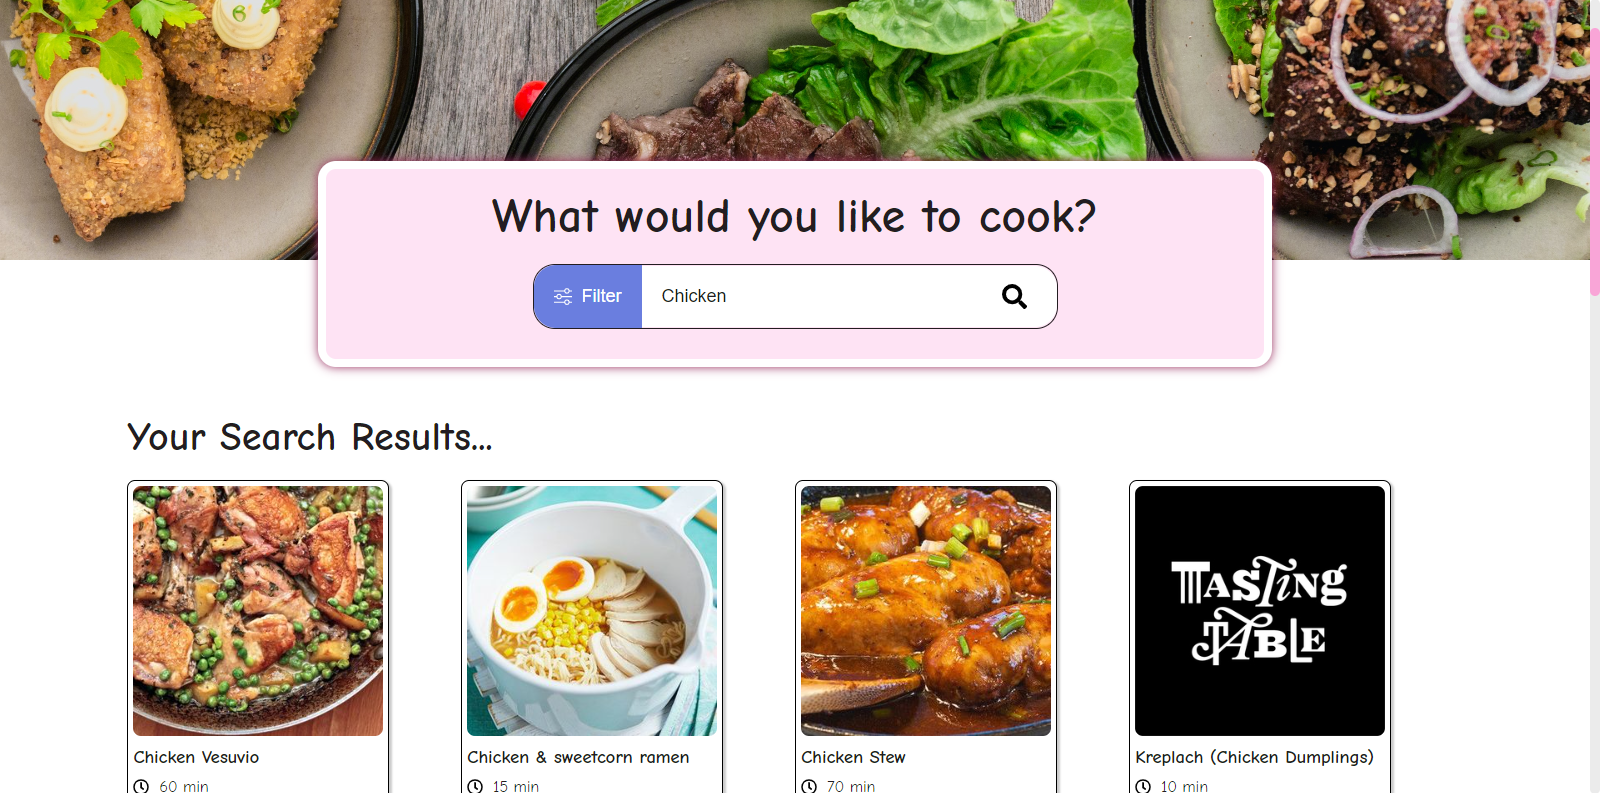 What would you like to cook?
Filter
Chicken
Your Search Results...
TASTING
TABLE
Chicken Vesuvio
Chicken & sweetcorn ramen
Chicken Stew
Kreplach (Chicken Dumplings)
60 min
15 min
70 min
10 min